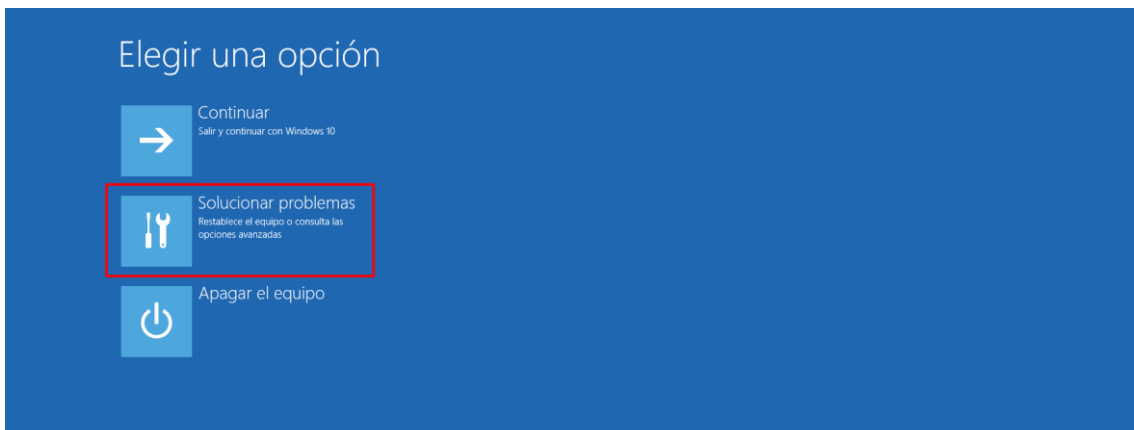 Elegir una opción
Continuar
Salir y continuar con Windows 10
Solucionar problemas
Restablece el equipo o consulta las
opciones avanzadas
Apagar el equipo